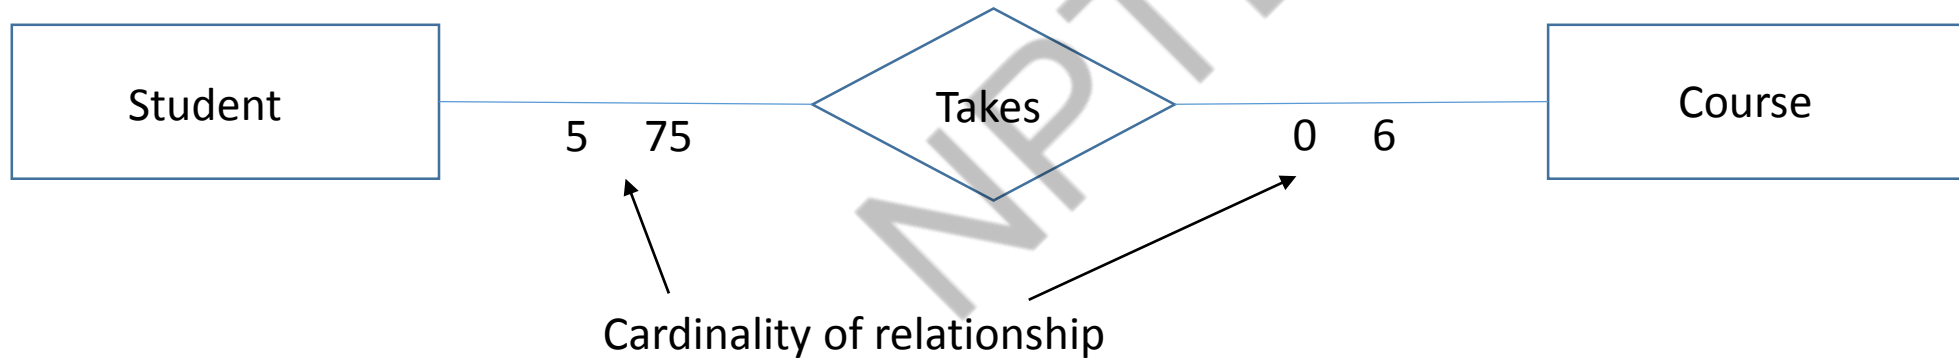 Student
Takes
Course
5 75
0 6
Cardinality of relationship